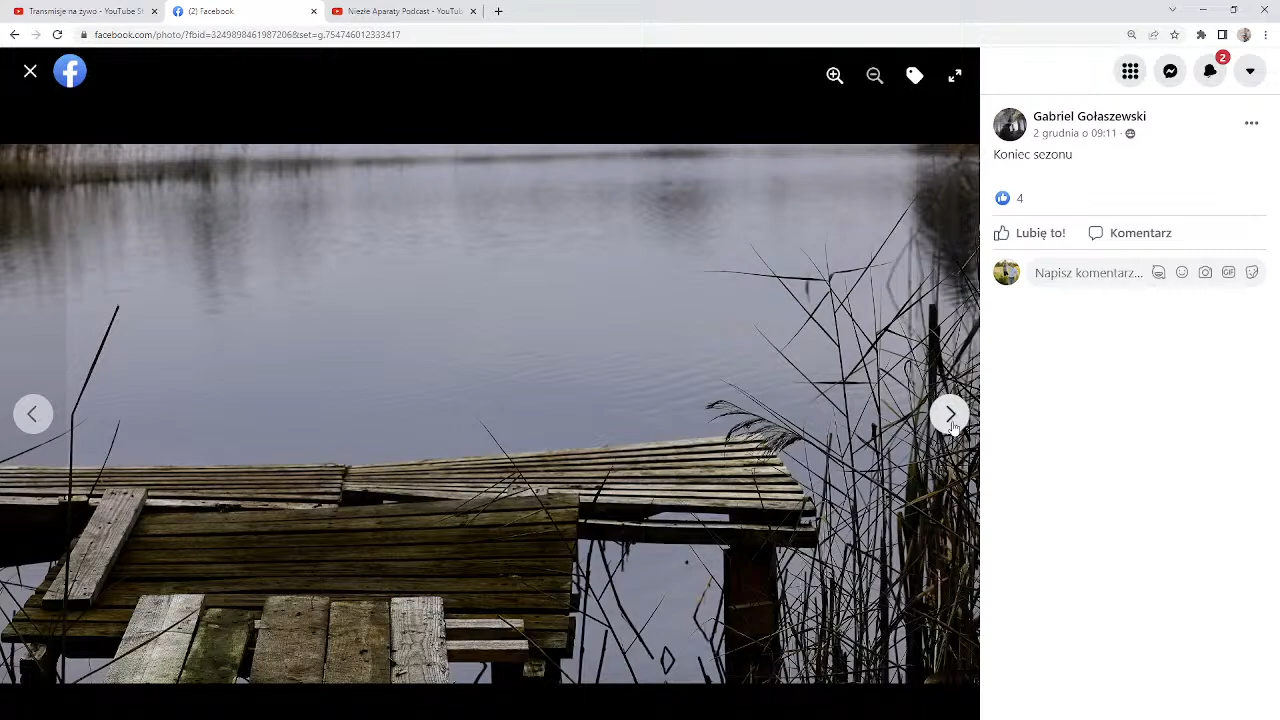 Transmisje na żywo - YouTube St
(2) Facebook
Niezłe Aparaty Podcast - YouTub
facebook.com/photo/?fbid=3249898461987206&set=g.754746012333417
2
Gabriel Gołaszewski
2 grudnia o 09:11 ·
Koniec sezonu
4
Lubię to!
Komentarz
Napisz komentarz...
GIF